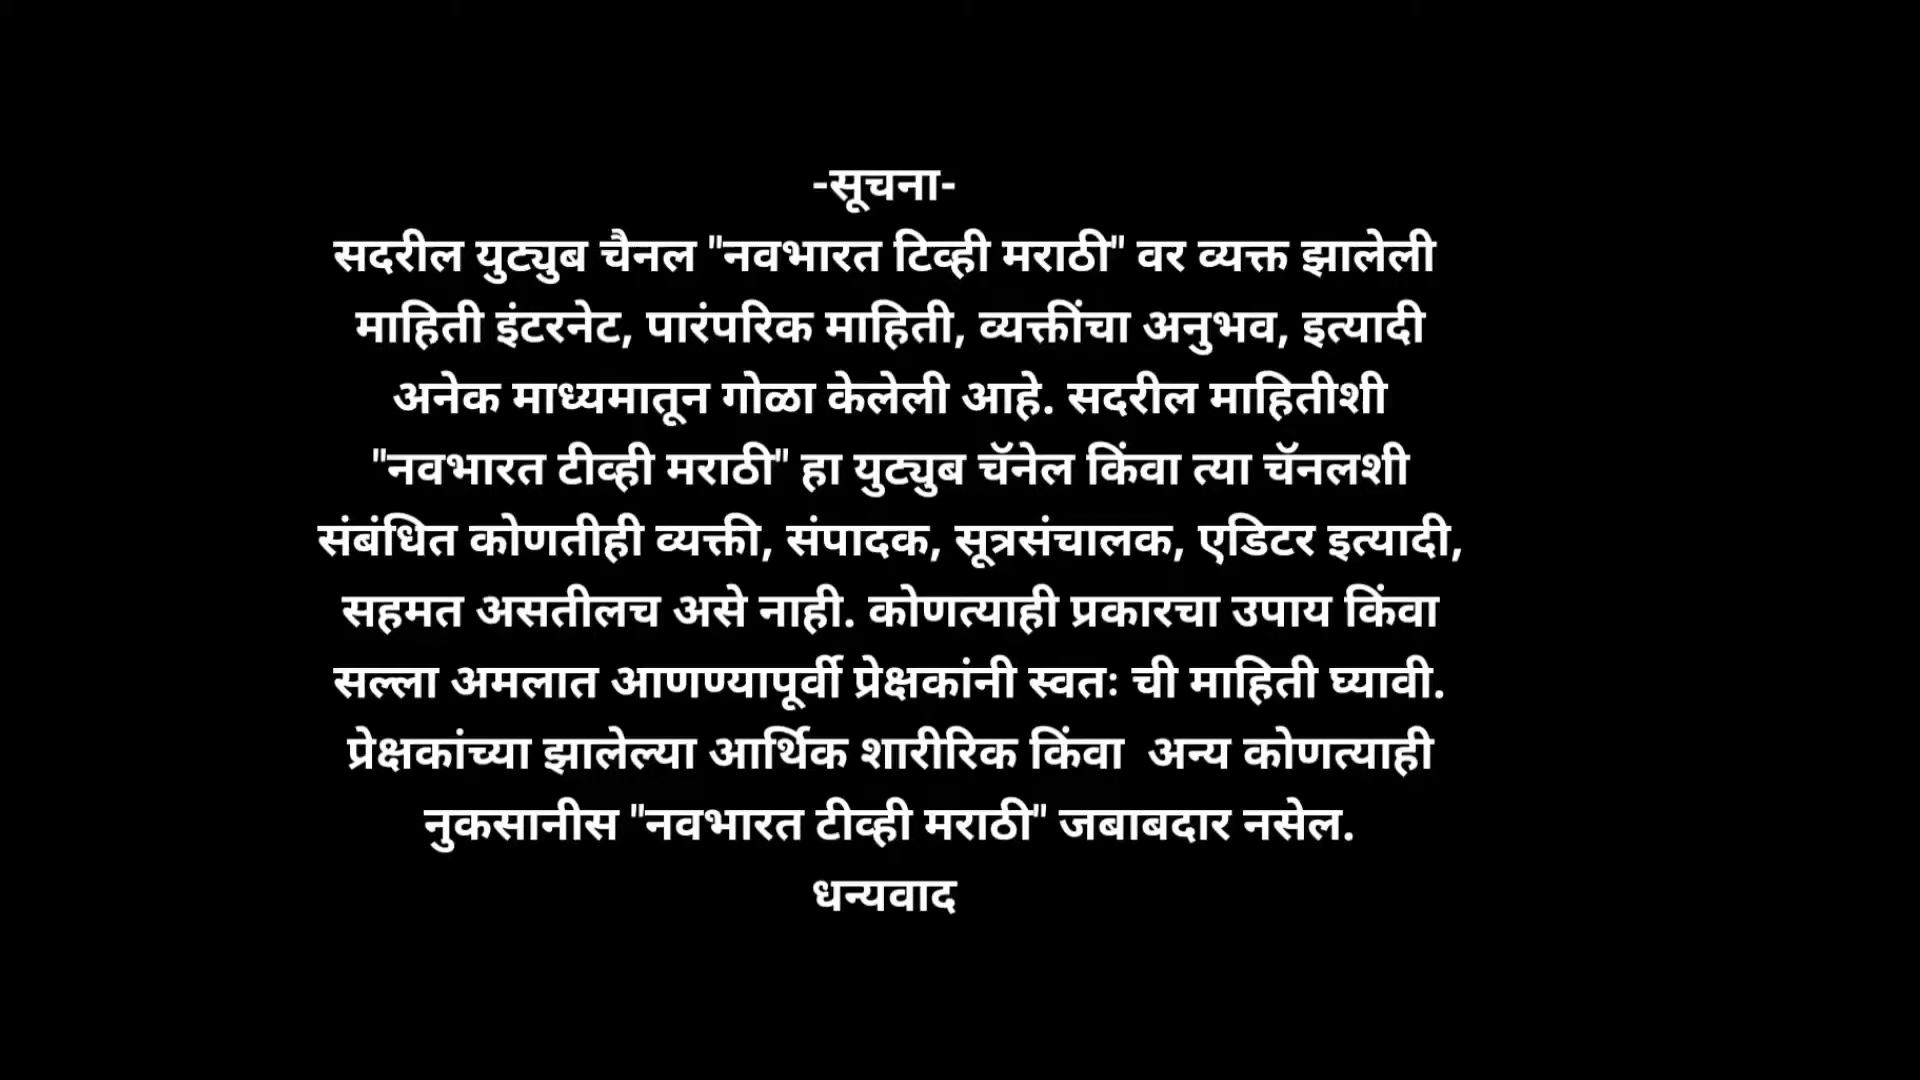 -सूचना-
सदरील युट्युब चैनल "नवभारत टिव्ही मराठी" वर व्यक्त झालेली
माहिती इंटरनेट, पारंपरिक माहिती, व्यक्तींचा अनुभव, इत्यादी
अनेक माध्यमातून गोळा केलेली आहे. सदरील माहितीशी
"नवभारत टीव्ही मराठी" हा युट्युब चॅनेल किंवा त्या चॅनलशी
संबंधित कोणतीही व्यक्ती, संपादक, सूत्रसंचालक, एडिटर इत्यादी,
सहमत असतीलच असे नाही. कोणत्याही प्रकारचा उपाय किंवा
सल्ला अमलात आणण्यापूर्वी प्रेक्षकांनी स्वतः ची माहिती घ्यावी.
प्रेक्षकांच्या झालेल्या आर्थिक शारीरिक किंवा  अन्य कोणत्याही
नुकसानीस "नवभारत टीव्ही मराठी" जबाबदार नसेल.
धन्यवाद